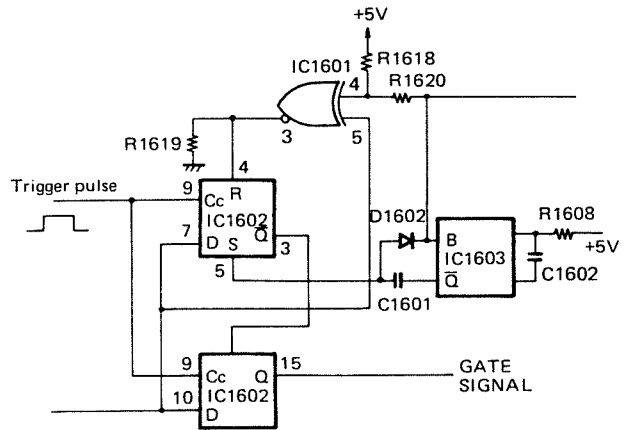 +5V
R1618
IC1601
4
R1620
3
5
R1619
4
Trigger pulse
9
R
Cc
IC1602
7
D
S
Q̅
3
5
D1602
B
IC1603
Q̅
R1608
+5V
C1602
C1601
9
Cc
Q
15
IC1602
10
D
GATE
SIGNAL